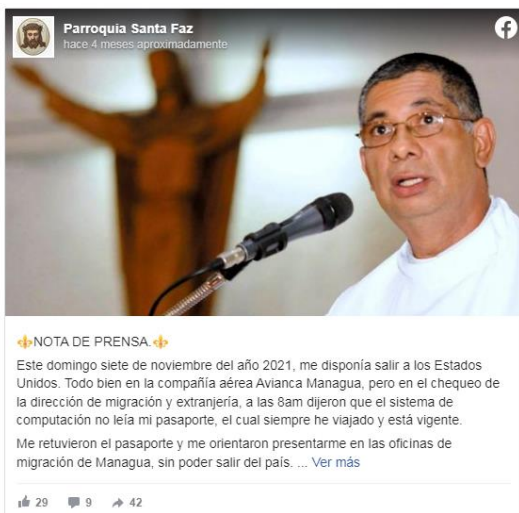 Parroquia Santa Faz
hace 4 meses aproximadamente
NOTA DE PRENSA.
Este domingo siete de noviembre del año 2021, me disponía salir a los Estados
Unidos. Todo bien en la compañía aérea Avianca Managua, pero en el chequeo de
la dirección de migración y extranjería, a las 8am dijeron que el sistema de
computación no leía mi pasaporte, el cual siempre he viajado y está vigente.
Me retuvieron el pasaporte y me orientaron presentarme en las oficinas de
migración de Managua, sin poder salir del país. ... Ver más
29 9 42